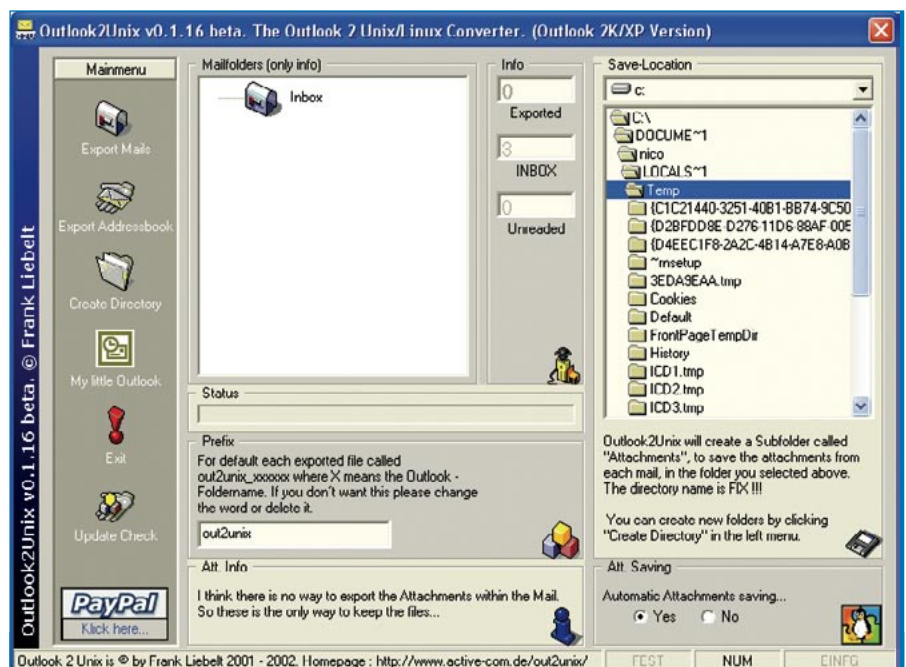 Outlook2Unix v0.1.16 beta. The Outlook 2 Unix/Linux Converter. (Outlook 2K/XP Version)
Mainmenu
Export Mails
Export Addressbook
Create Directory
My little Outlook
Exit
Update Check
PayPal
Klick here...
Outlook2Unix v0.1.16 beta. © Frank Liebelt
Mailfolders (only info)
Inbox
Info
0
Exported
3
INBOX
0
Unreaded
Status
Prefix
For default each exported file called
out2unix_xxxxxx where X means the Outlook -
Foldername. If you don't want this please change
the word or delete it.
out2unix
Att. Info
I think there is no way to export the Attachments within the Mail.
So these is the only way to keep the files...
Save-Location
c:
C:\
DOCUME~1
nico
LOCALS~1
Temp
{C1C21440-3251-40B1-BB74-9C50
{D2BFDD8E-D276-11D6-88AF-00E
{D4EEC1F8-2A2C-4B14-A7E8-A0B
~msetup
3EDA9EAA.tmp
Cookies
Default
FrontPageTempDir
History
ICD1.tmp
ICD2.tmp
ICD3.tmp
Outlook2Unix will create a Subfolder called
"Attachments", to save the attachments from
each mail, in the folder you selected above.
The directory name is FIX !!!
You can create new folders by clicking
"Create Directory" in the left menu.
Att. Saving
Automatic Attachments saving...
Yes No
Outlook 2 Unix is © by Frank Liebelt 2001 - 2002. Homepage : http://www.active-com.de/out2unix/
FEST NUM EINFG